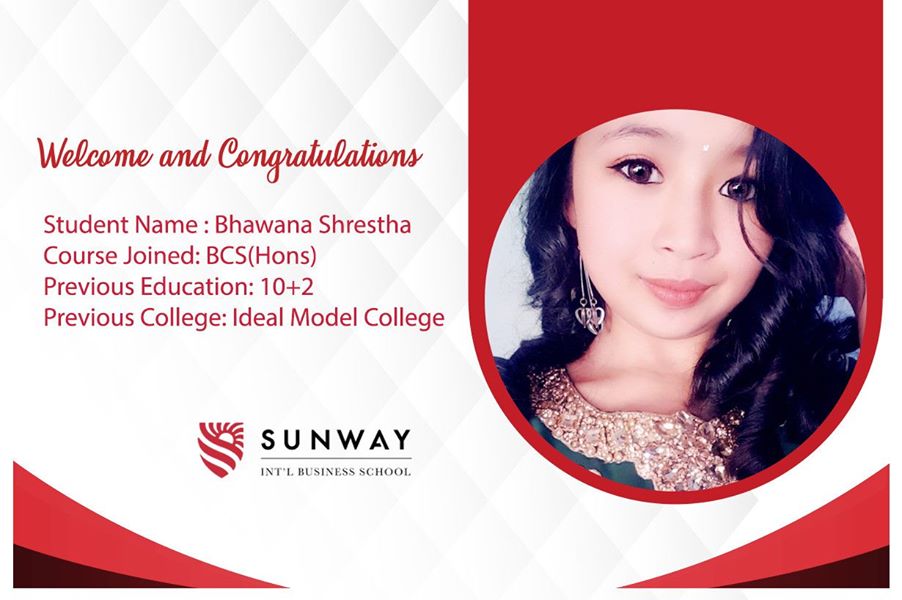 Welcome and Congratulations
Student Name : Bhawana Shrestha
Course Joined: BCS(Hons)
Previous Education: 10+2
Previous College: Ideal Model College
SUNWAY
INT'L BUSINESS SCHOOL